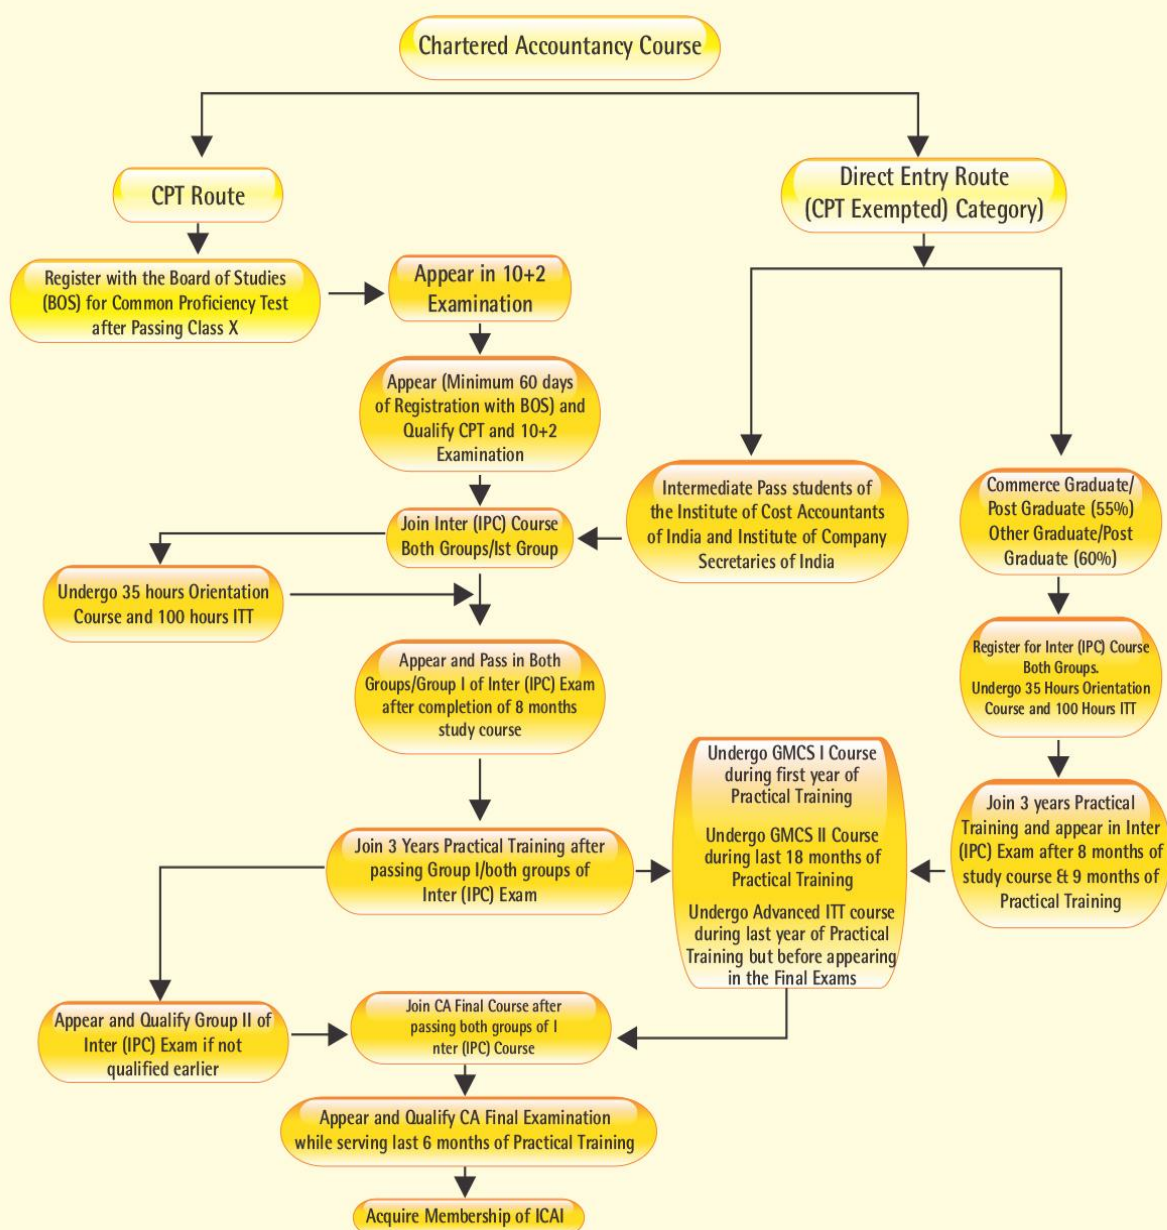 Chartered Accountancy Course
CPT Route
Direct Entry Route
(CPT Exempted) Category)
Register with the Board of Studies
(BOS) for Common Proficiency Test
after Passing Class X
Appear in 10+2
Examination
Appear (Minimum 60 days
of Registration with BOS) and
Qualify CPT and 10+2
Examination
Intermediate Pass students of
the Institute of Cost Accountants
of India and Institute of Company
Secretaries of India
Commerce Graduate/
Post Graduate (55%)
Other Graduate/Post
Graduate (60%)
Join Inter (IPC) Course
Both Groups/Ist Group
Undergo 35 hours Orientation
Course and 100 hours ITT
Register for Inter (IPC) Course
Both Groups.
Undergo 35 Hours Orientation
Course and 100 Hours ITT
Appear and Pass in Both
Groups/Group I of Inter (IPC) Exam
after completion of 8 months
study course
Undergo GMCS I Course
during first year of
Practical Training
Undergo GMCS II Course
during last 18 months of
Practical Training
Undergo Advanced ITT course
during last year of Practical
Training but before appearing
in the Final Exams
Join 3 years Practical
Training and appear in Inter
(IPC) Exam after 8 months of
study course & 9 months of
Practical Training
Join 3 Years Practical Training after
passing Group I/both groups of
Inter (IPC) Exam
Appear and Qualify Group II of
Inter (IPC) Exam if not
qualified earlier
Join CA Final Course after
passing both groups of I
nter (IPC) Course
Appear and Qualify CA Final Examination
while serving last 6 months of Practical Training
Acquire Membership of ICAI